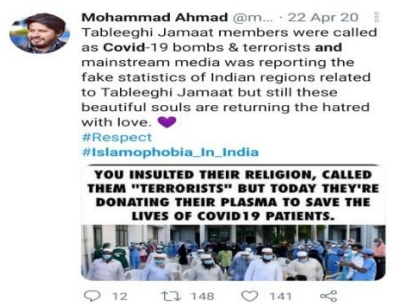 Mohammad Ahmad @m... · 22 Apr 20
Tableeghi Jamaat members were called
as Covid-19 bombs & terrorists and
mainstream media was reporting the
fake statistics of Indian regions related
to Tableeghi Jamaat but still these
beautiful souls are returning the hatred
with love. 💜
#Respect
#Islamophobia_In_India
YOU INSULTED THEIR RELIGION, CALLED
THEM "TERRORISTS" BUT TODAY THEY'RE
DONATING THEIR PLASMA TO SAVE THE
LIVES OF COVID19 PATIENTS.
12 148 141